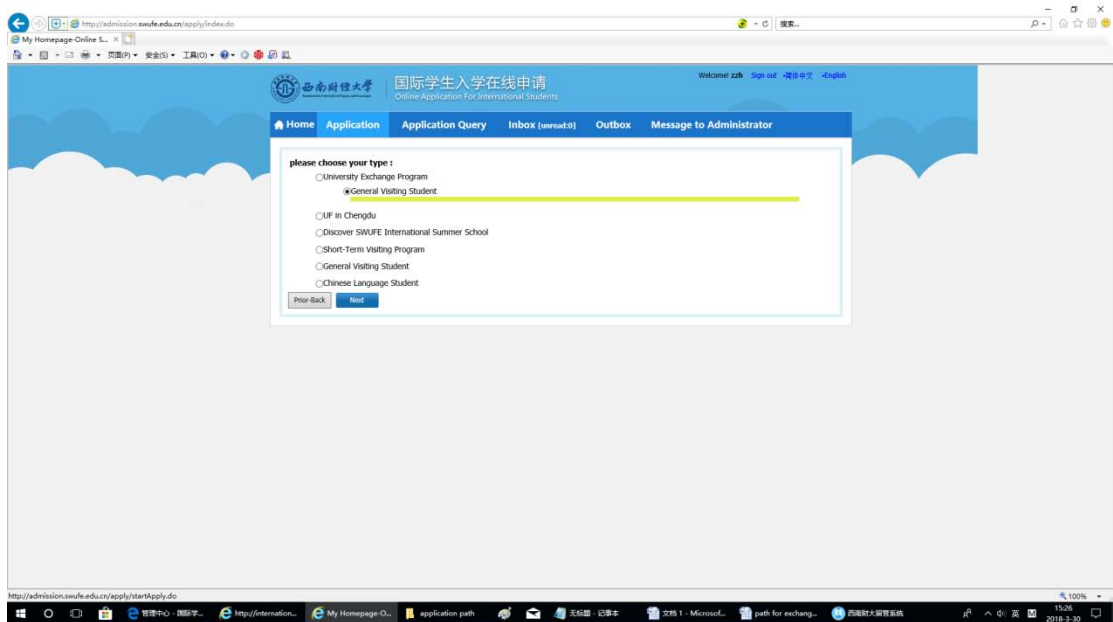 http://admission.swufe.edu.cn/apply/index.do
搜索...
My Homepage-Online S...
页面(P) 安全(S) 工具(O)
西南财经大学
国际学生入学在线申请
Online Application For International Students
Welcome! zzh Sign out •简体中文 •English
Home Application Application Query Inbox [unread:0] Outbox Message to Administrator
please choose your type :
University Exchange Program
General Visiting Student
UF in Chengdu
Discover SWUFE International Summer School
Short-Term Visiting Program
General Visiting Student
Chinese Language Student
Prior-Back Next
http://admission.swufe.edu.cn/apply/startApply.do
100%
管理中心 - 国际学... http://internation... My Homepage-O... application path 无标题 - 记事本 文档 1 - Microsof... path for exchang... 西南财大留管系统 英 M 15:26
2018-3-30